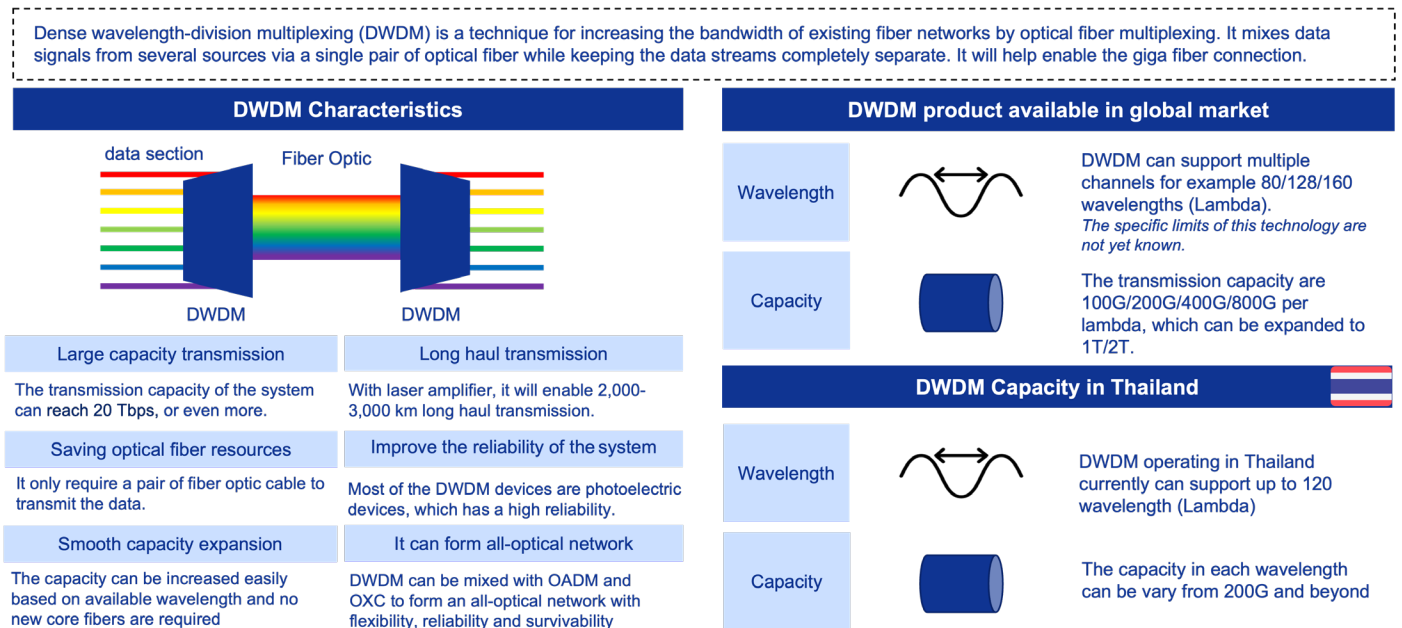 Dense wavelength-division multiplexing (DWDM) is a technique for increasing the bandwidth of existing fiber networks by optical fiber multiplexing. It mixes data
signals from several sources via a single pair of optical fiber while keeping the data streams completely separate. It will help enable the giga fiber connection.
DWDM Characteristics
data section
Fiber Optic
DWDM
DWDM
Large capacity transmission
The transmission capacity of the system
can reach 20 Tbps, or even more.
Long haul transmission
With laser amplifier, it will enable 2,000-
3,000 km long haul transmission.
Saving optical fiber resources
It only require a pair of fiber optic cable to
transmit the data.
Improve the reliability of the system
Most of the DWDM devices are photoelectric
devices, which has a high reliability.
Smooth capacity expansion
The capacity can be increased easily
based on available wavelength and no
new core fibers are required
It can form all-optical network
DWDM can be mixed with OADM and
OXC to form an all-optical network with
flexibility, reliability and survivability
DWDM product available in global market
Wavelength
DWDM can support multiple
channels for example 80/128/160
wavelengths (Lambda).
The specific limits of this technology are
not yet known.
Capacity
The transmission capacity are
100G/200G/400G/800G per
lambda, which can be expanded to
1T/2T.
DWDM Capacity in Thailand
Wavelength
DWDM operating in Thailand
currently can support up to 120
wavelength (Lambda)
Capacity
The capacity in each wavelength
can be vary from 200G and beyond